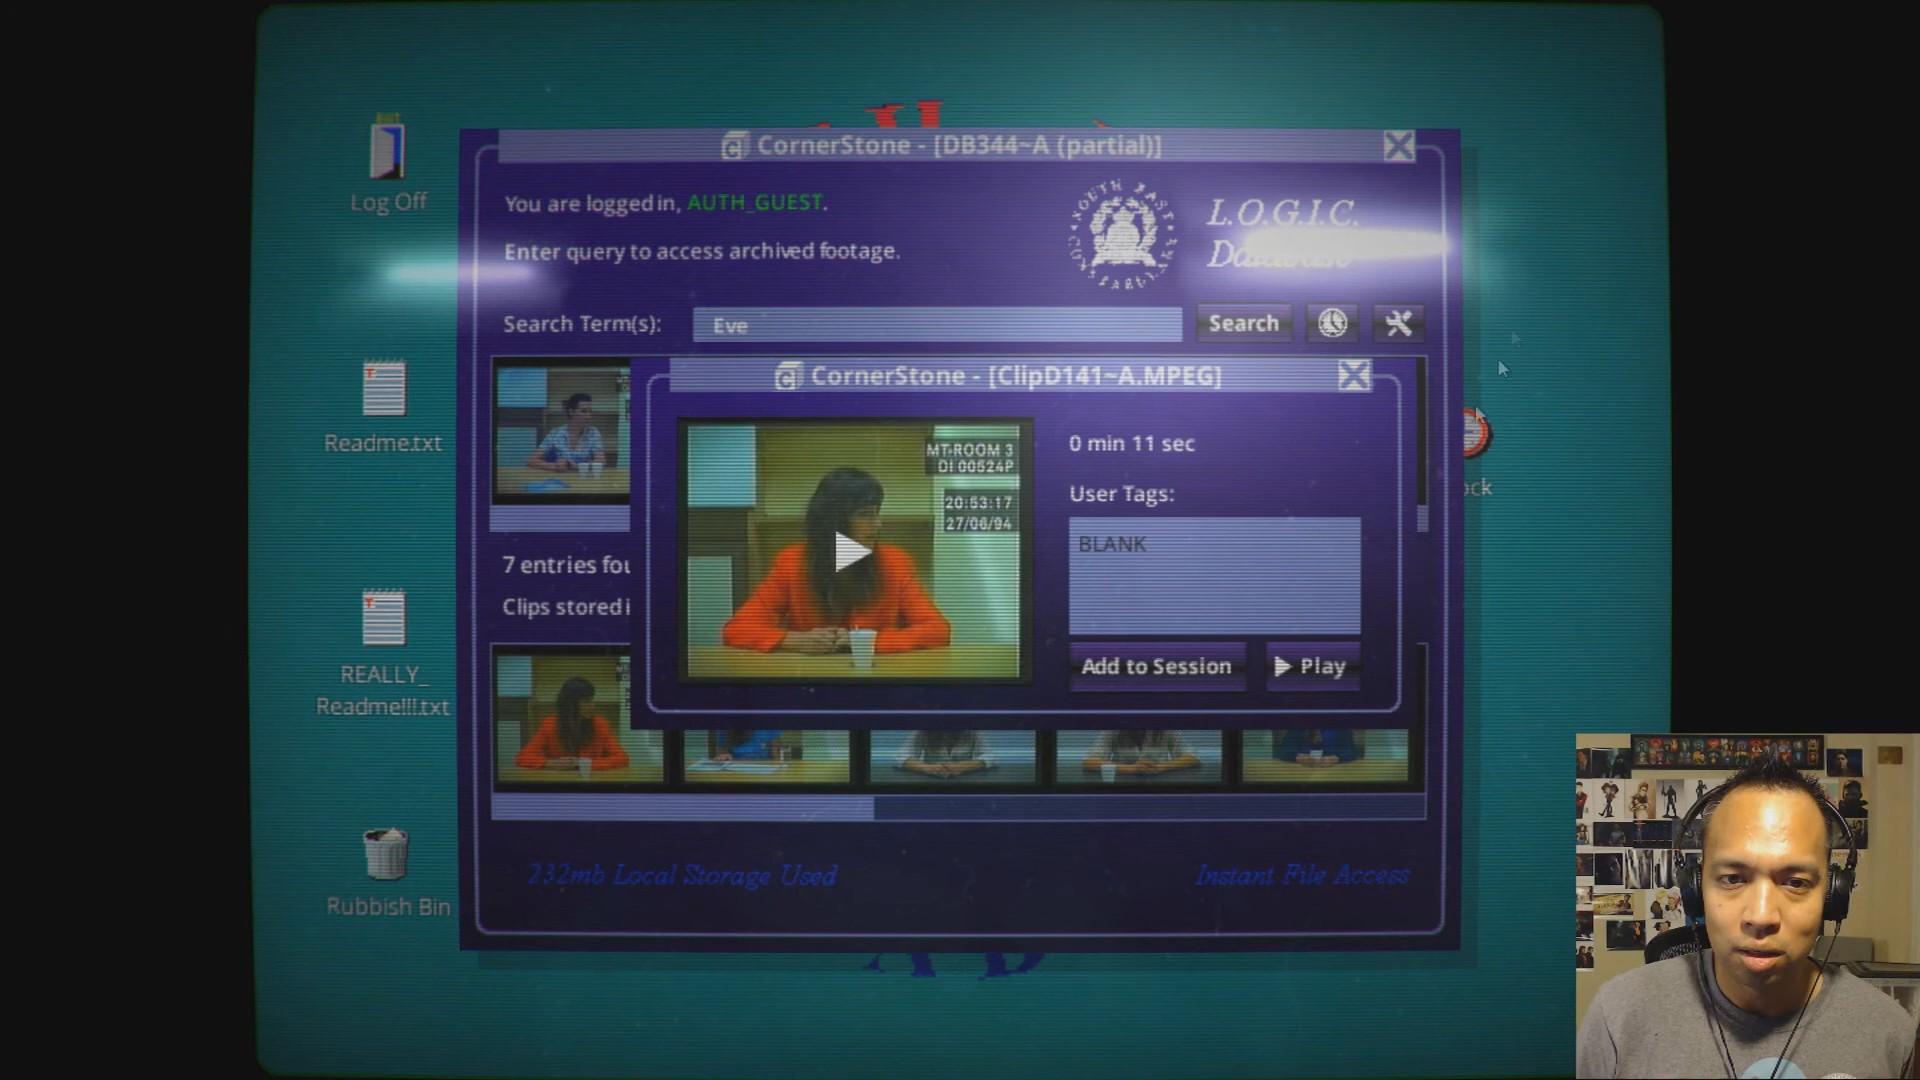 CornerStone - [DB344~A (partial)]
You are logged in, AUTH_GUEST.
L.O.G.I.C.
Database
Enter query to access archived footage.
Search Term(s):
Eve
Search
Log Off
CornerStone - [ClipD141~A.MPEG]
MT-ROOM 3
DI 00524P
20:53:17
27/06/94
0 min 11 sec
User Tags:
BLANK
Add to Session
Play
7 entries fou
Clips stored i
Readme.txt
ock
REALLY_
Readme!!!.txt
Rubbish Bin
232mb Local Storage Used
Instant File Access